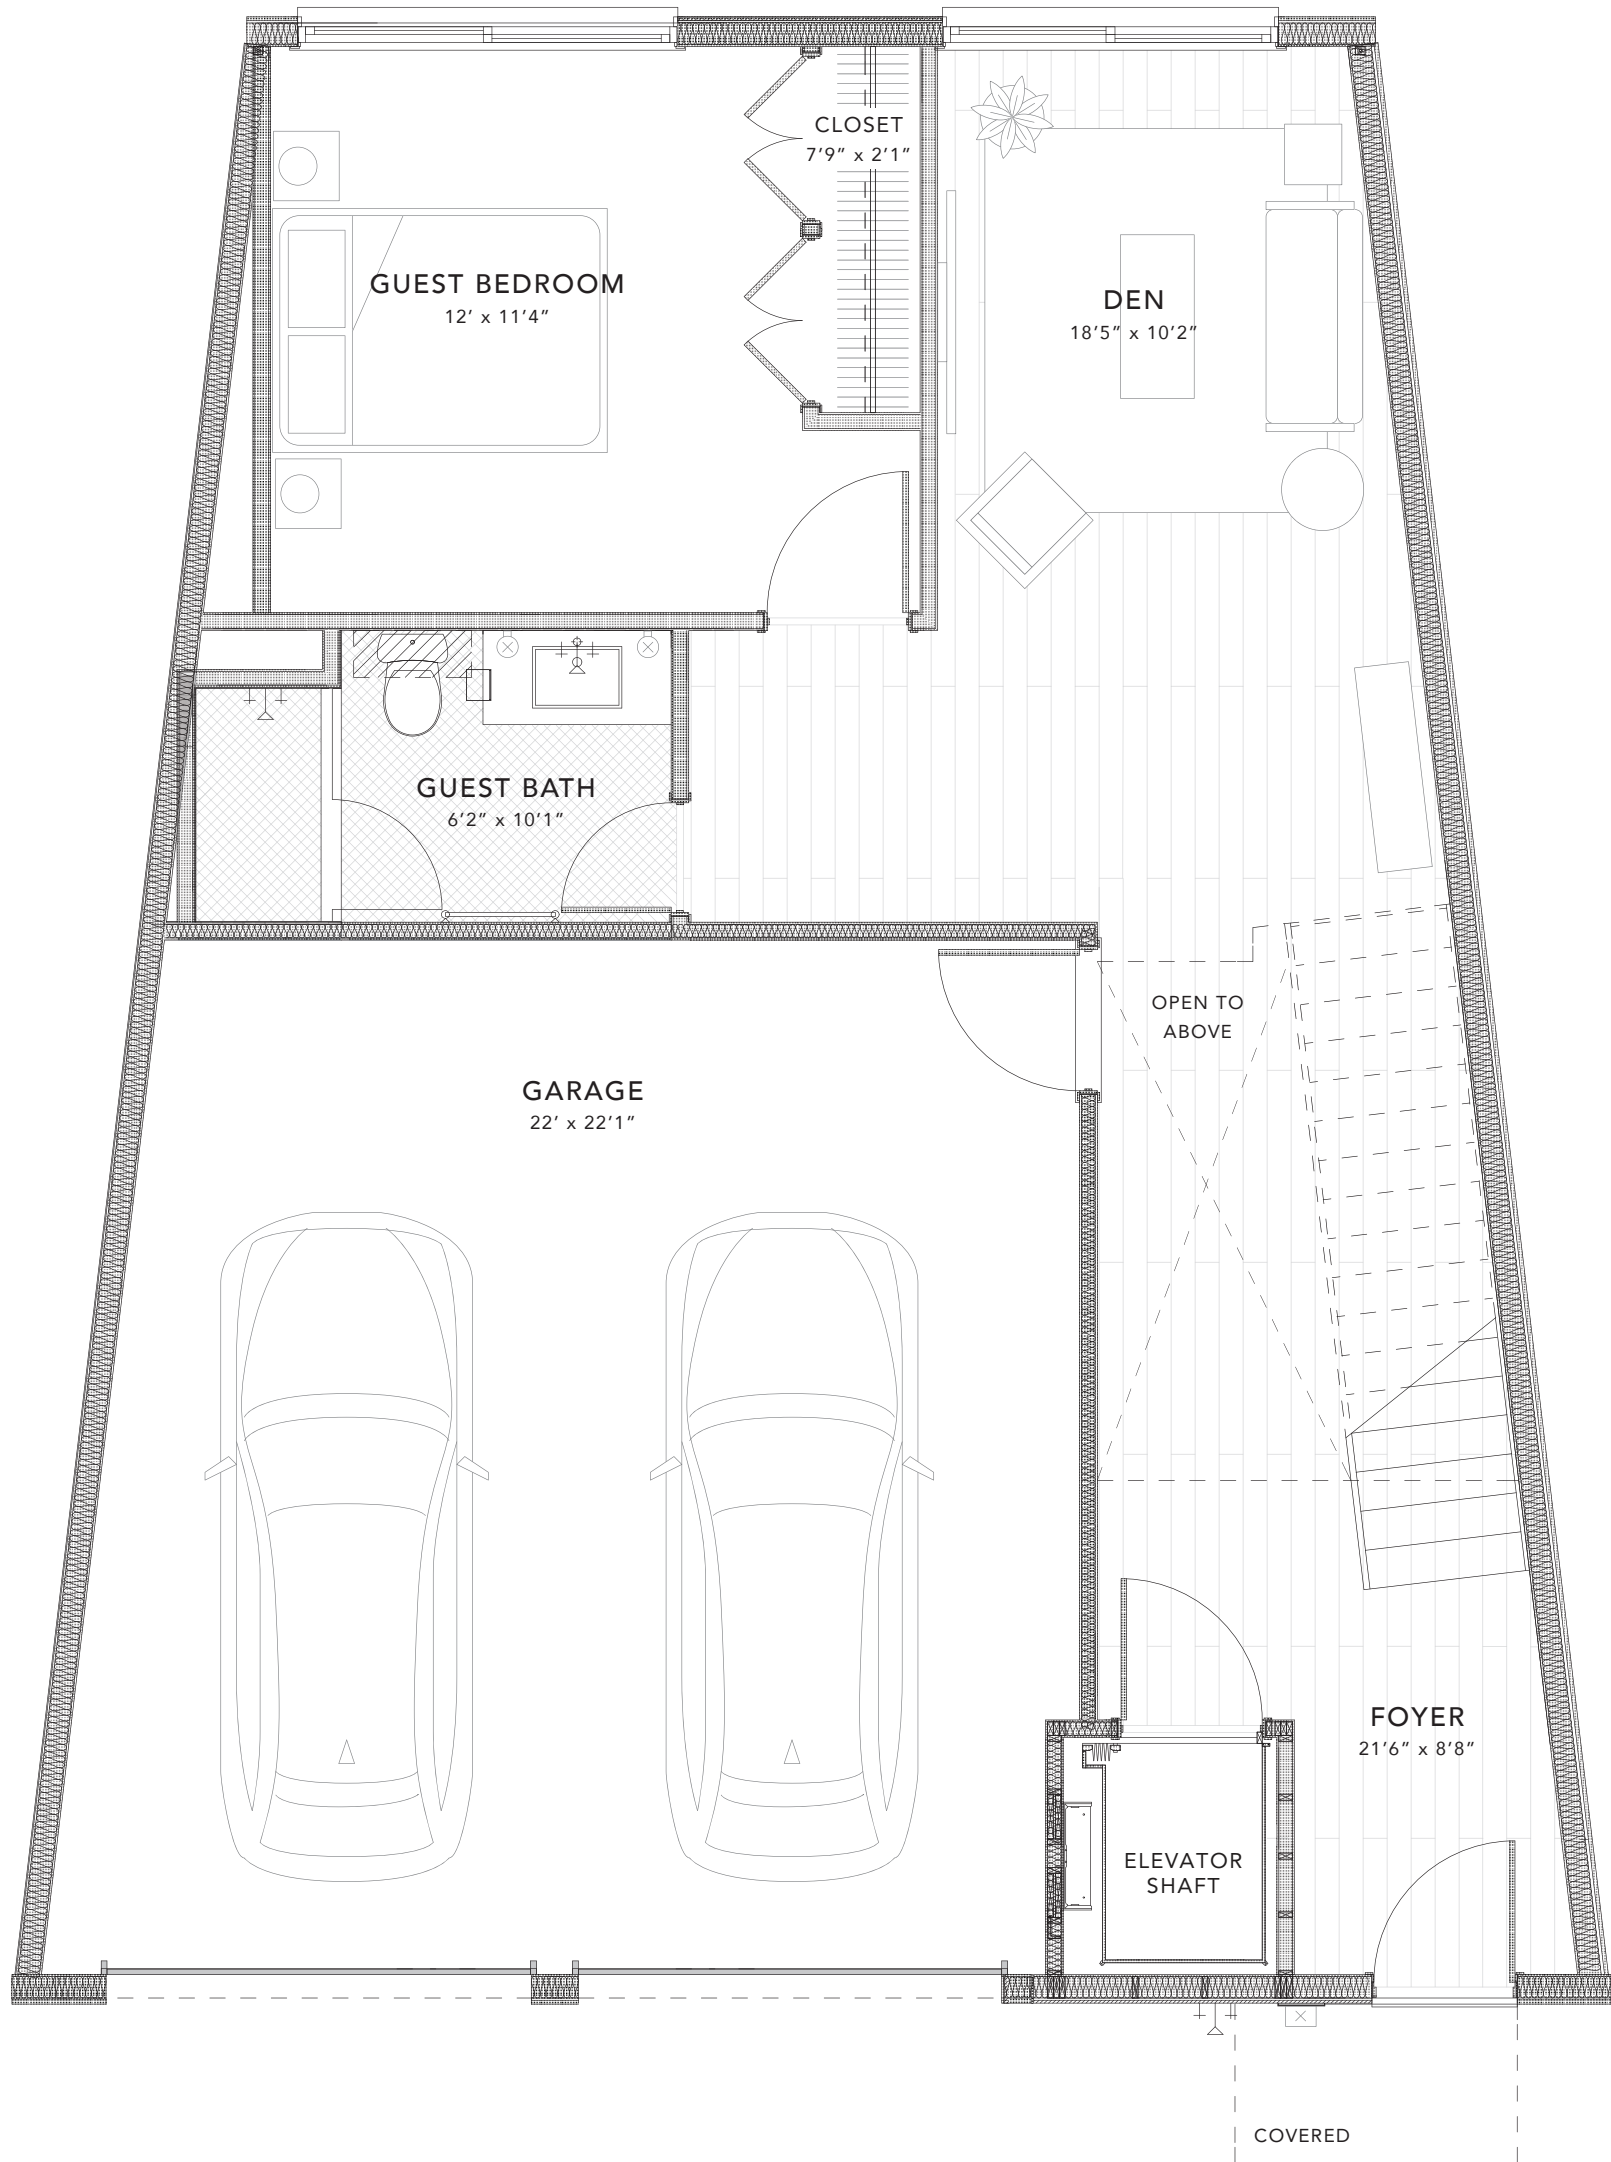 CLOSET
7’9” x 2’1”
GUEST BEDROOM
12’ x 11’4”
DEN
18’5” x 10’2”
GUEST BATH
6’2” x 10’1”
OPEN TO
ABOVE
GARAGE
22’ x 22’1”
FOYER
21’6” x 8’8”
ELEVATOR
SHAFT
COVERED